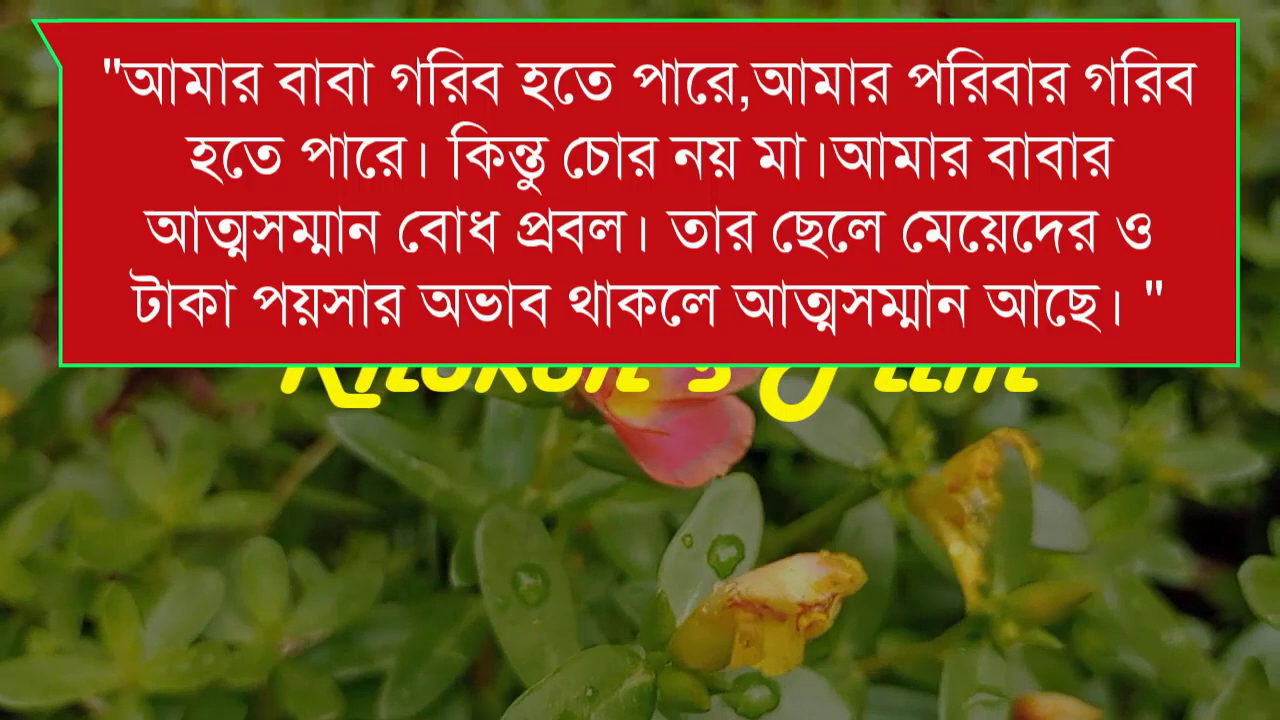 "আমার বাবা গরিব হতে পারে,আমার পরিবার গরিব
হতে পারে। কিন্তু চোর নয় মা।আমার বাবার
আত্মসম্মান বোধ প্রবল। তার ছেলে মেয়েদের ও
টাকা পয়সার অভাব থাকলে আত্মসম্মান আছে। "